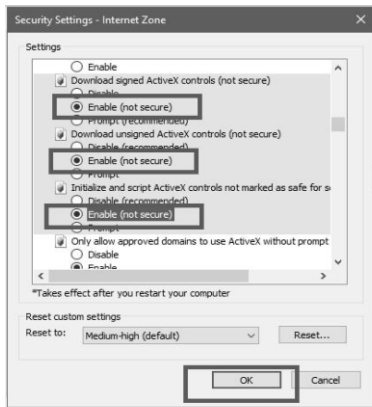 Security Settings - Internet Zone
Settings
Enable
Download signed ActiveX controls (not secure)
Disable
Enable (not secure)
Prompt (recommended)
Download unsigned ActiveX controls (not secure)
Disable (recommended)
Enable (not secure)
Prompt
Initialize and script ActiveX controls not marked as safe for s
Disable (recommended)
Enable (not secure)
Prompt
Only allow approved domains to use ActiveX without prompt
Disable
Enable
*Takes effect after you restart your computer
Reset custom settings
Reset to: Medium-high (default) Reset...
OK Cancel